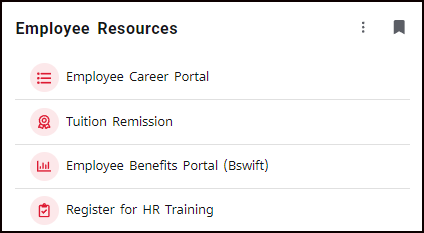 Employee Resources
Employee Career Portal
Tuition Remission
Employee Benefits Portal (Bswift)
Register for HR Training